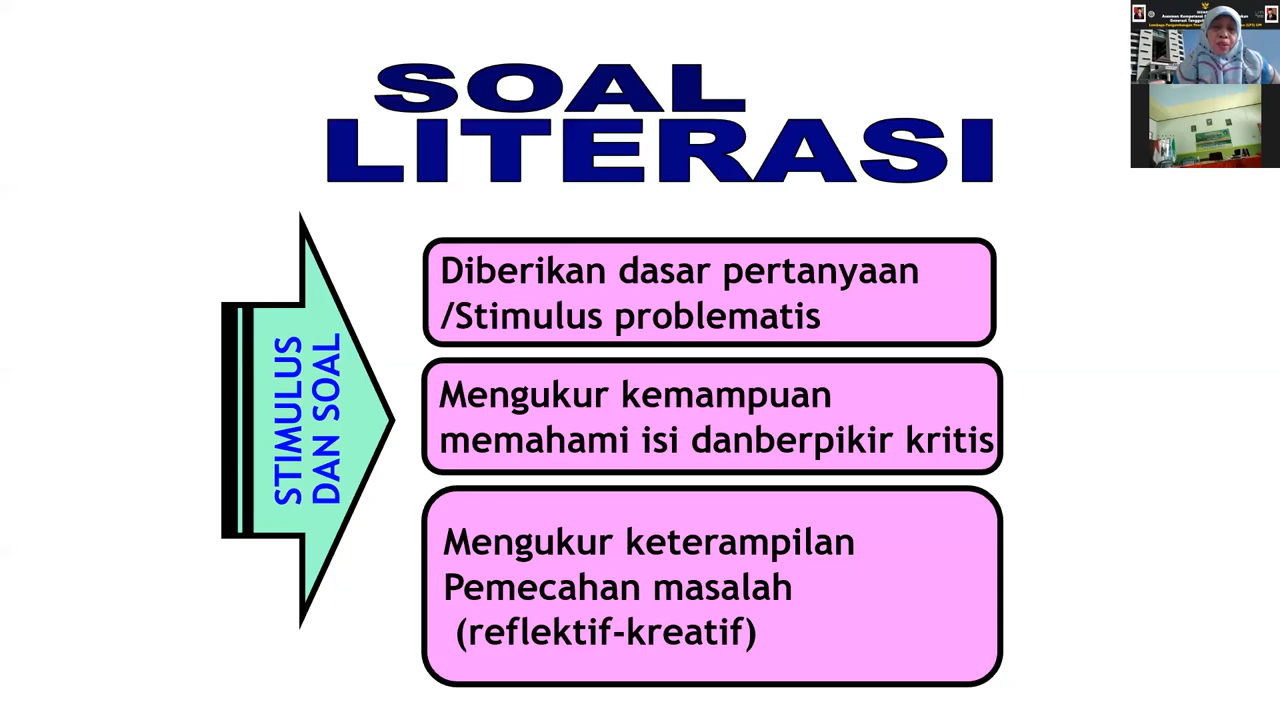 SOAL
LITERASI
STIMULUS
DAN SOAL
Diberikan dasar pertanyaan
/Stimulus problematis
Mengukur kemampuan
memahami isi danberpikir kritis
Mengukur keterampilan
Pemecahan masalah
(reflektif-kreatif)